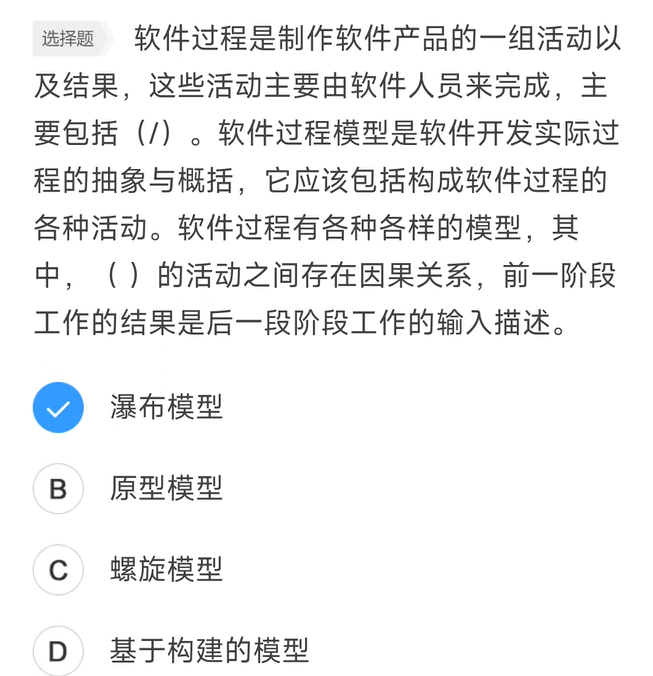 选择题 软件过程是制作软件产品的一组活动以
及结果，这些活动主要由软件人员来完成，主
要包括（/）。软件过程模型是软件开发实际过
程的抽象与概括，它应该包括构成软件过程的
各种活动。软件过程有各种各样的模型，其
中，（ ）的活动之间存在因果关系，前一阶段
工作的结果是后一段阶段工作的输入描述。
瀑布模型
B 原型模型
C 螺旋模型
D 基于构建的模型